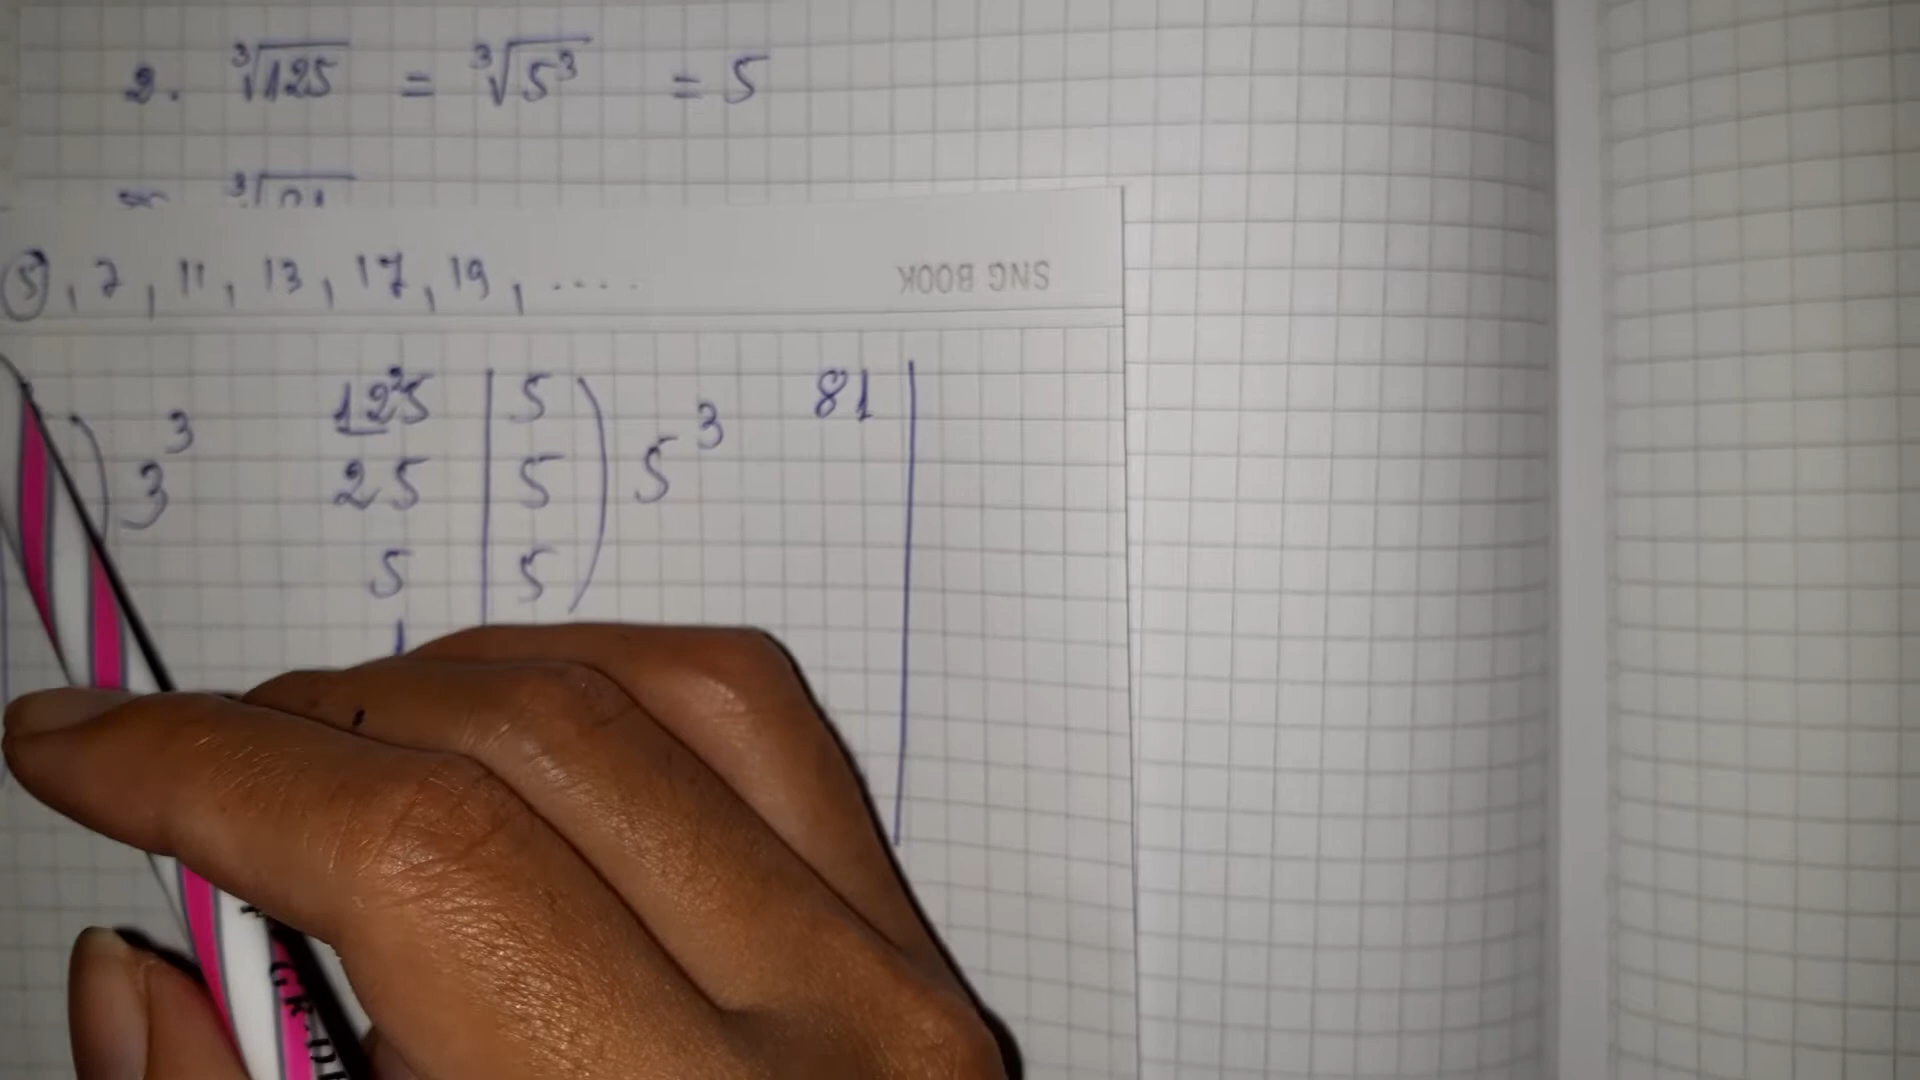 2. ∛125 = ∛5³ = 5
5, 7, 11, 13, 17, 19, .....
SNG BOOK
3³ 125 | 5 ) 5³ 81 |
25 | 5
5 | 5
1